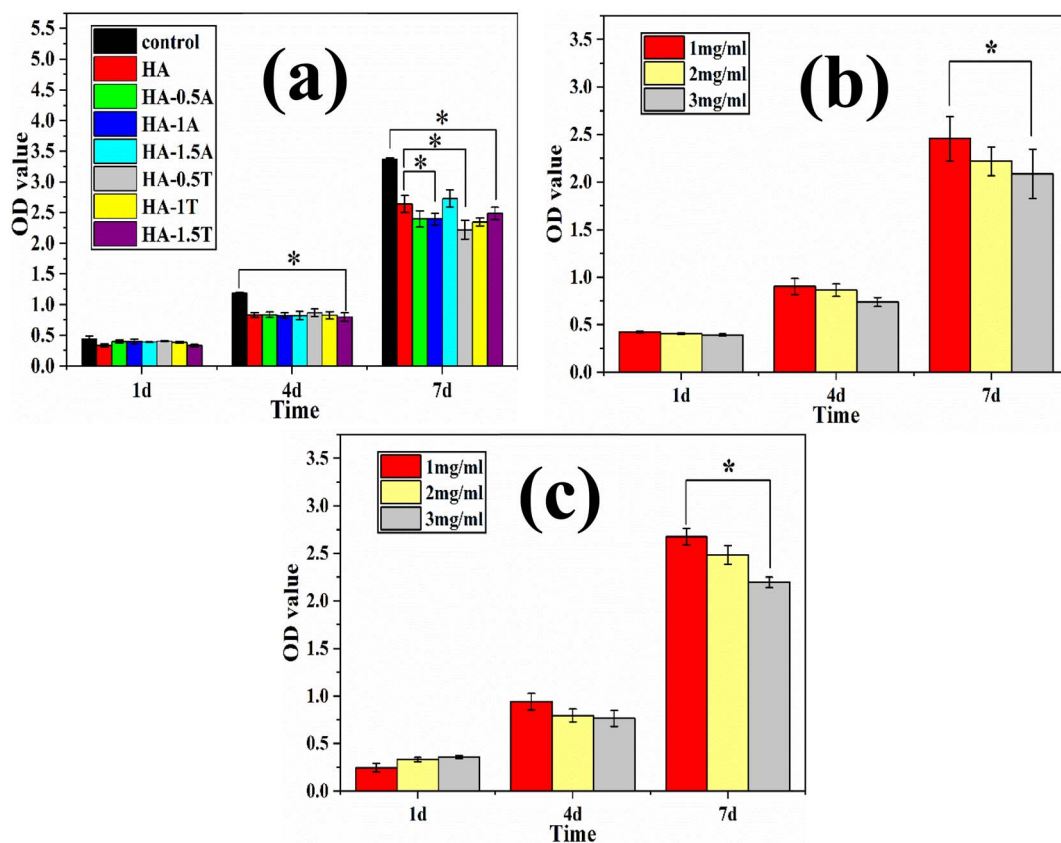 (a)
5.5
5.0
4.5
4.0
3.5
3.0
2.5
2.0
1.5
1.0
0.5
0.0
OD value
control
HA
HA-0.5A
HA-1A
HA-1.5A
HA-0.5T
HA-1T
HA-1.5T
*
*
*
*
1d 4d 7d
Time
(b)
3.5
3.0
2.5
2.0
1.5
1.0
0.5
0.0
OD value
1mg/ml
2mg/ml
3mg/ml
*
1d 4d 7d
Time
(c)
3.5
3.0
2.5
2.0
1.5
1.0
0.5
0.0
OD value
1mg/ml
2mg/ml
3mg/ml
*
1d 4d 7d
Time